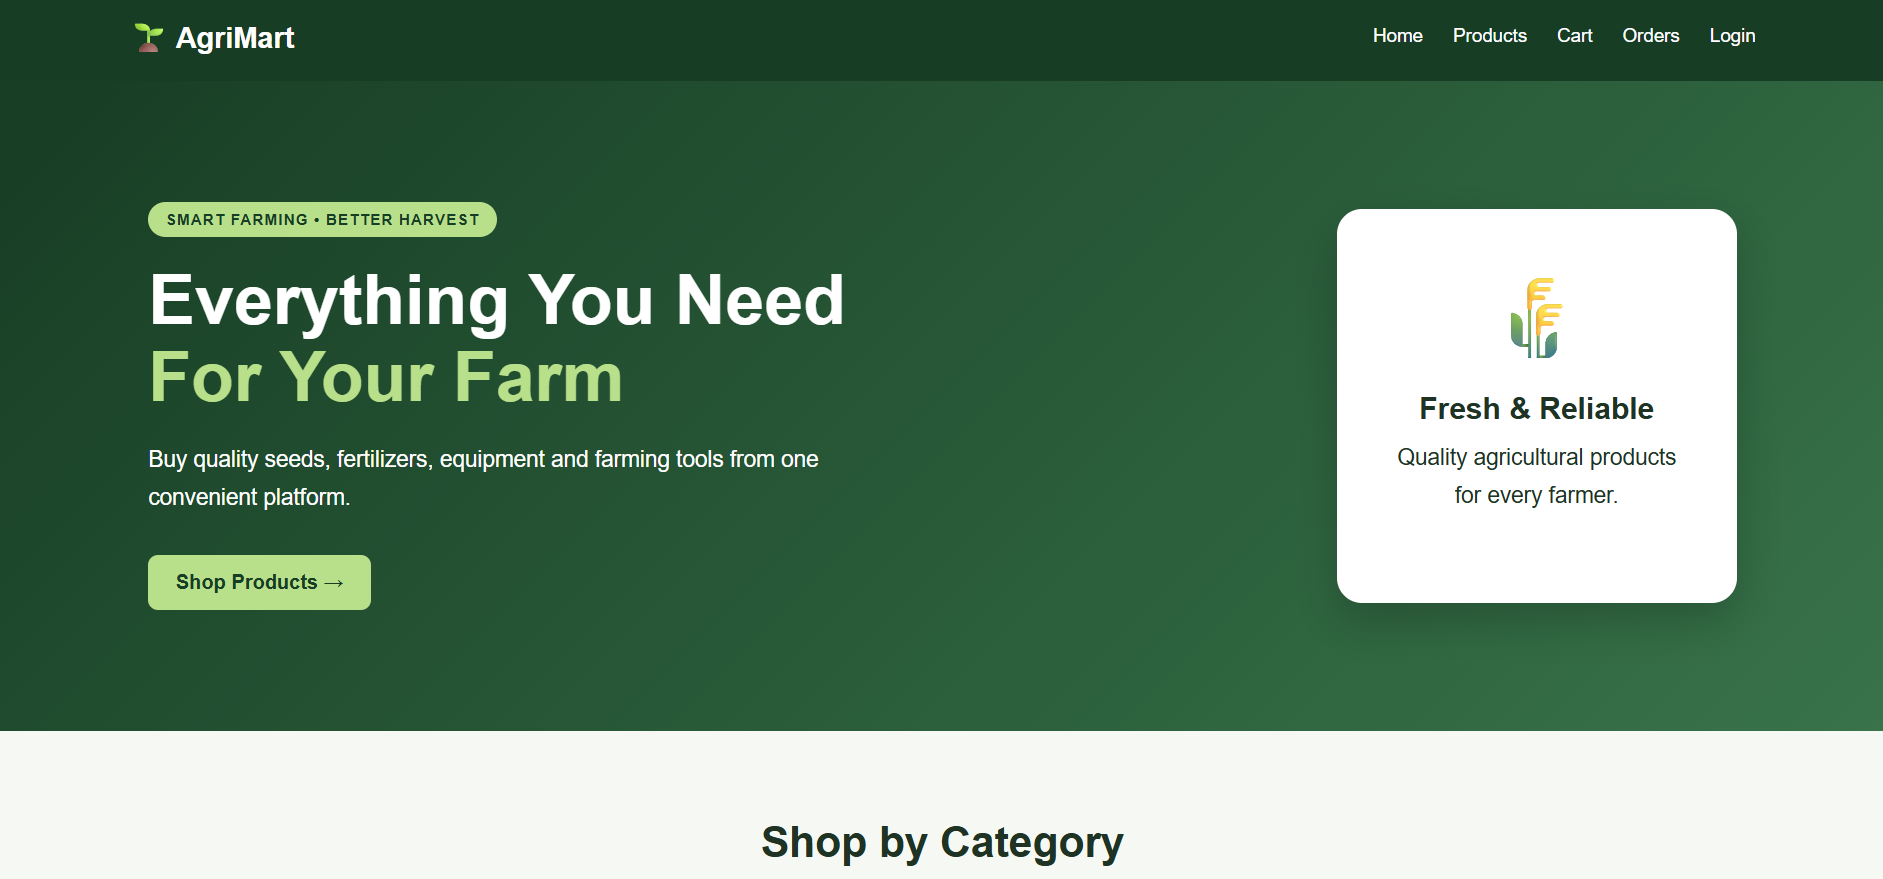 AgriMart
Home Products Cart Orders Login
SMART FARMING • BETTER HARVEST
Everything You Need
For Your Farm
Buy quality seeds, fertilizers, equipment and farming tools from one
convenient platform.
Shop Products →
Fresh & Reliable
Quality agricultural products
for every farmer.
Shop by Category